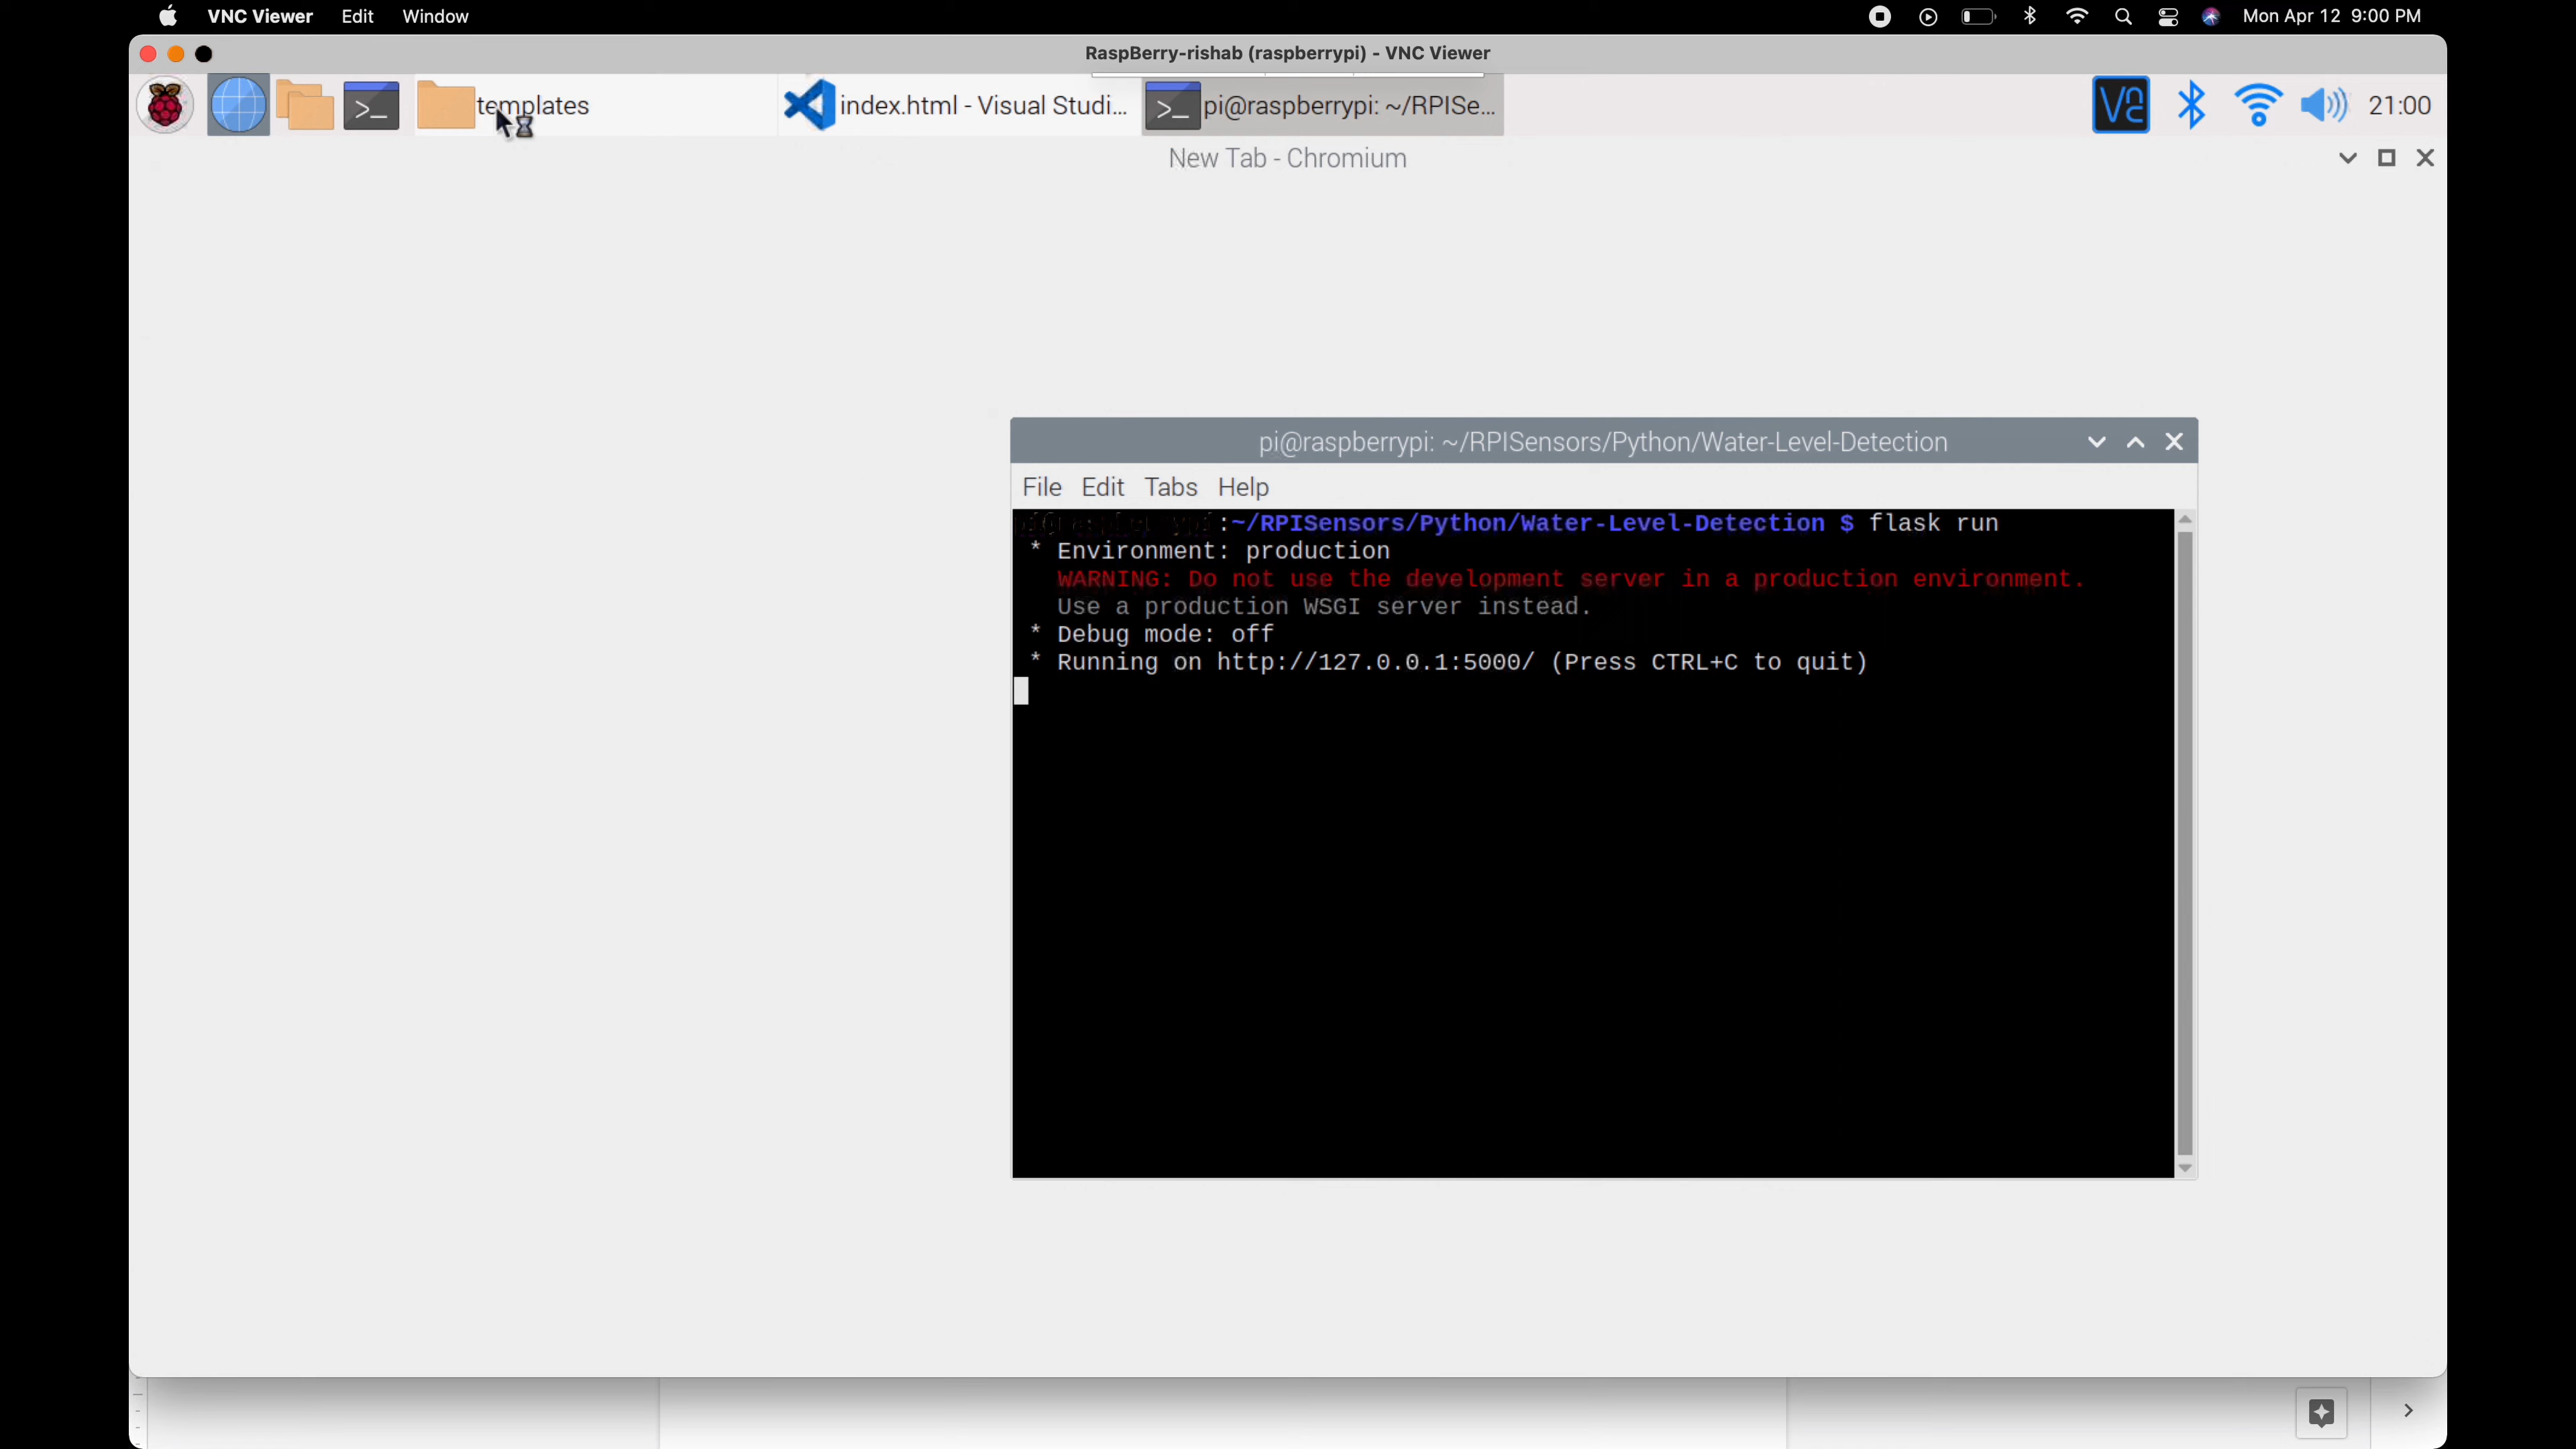 VNC Viewer Edit Window Mon Apr 12 9:00 PM
RaspBerry-rishab (raspberrypi) - VNC Viewer
templates index.html - Visual Studi... pi@raspberrypi: ~/RPISe... 21:00
New Tab - Chromium
pi@raspberrypi: ~/RPISensors/Python/Water-Level-Detection
File Edit Tabs Help
:~/RPISensors/Python/Water-Level-Detection $ flask run
* Environment: production
WARNING: Do not use the development server in a production environment.
Use a production WSGI server instead.
* Debug mode: off
* Running on http://127.0.0.1:5000/ (Press CTRL+C to quit)